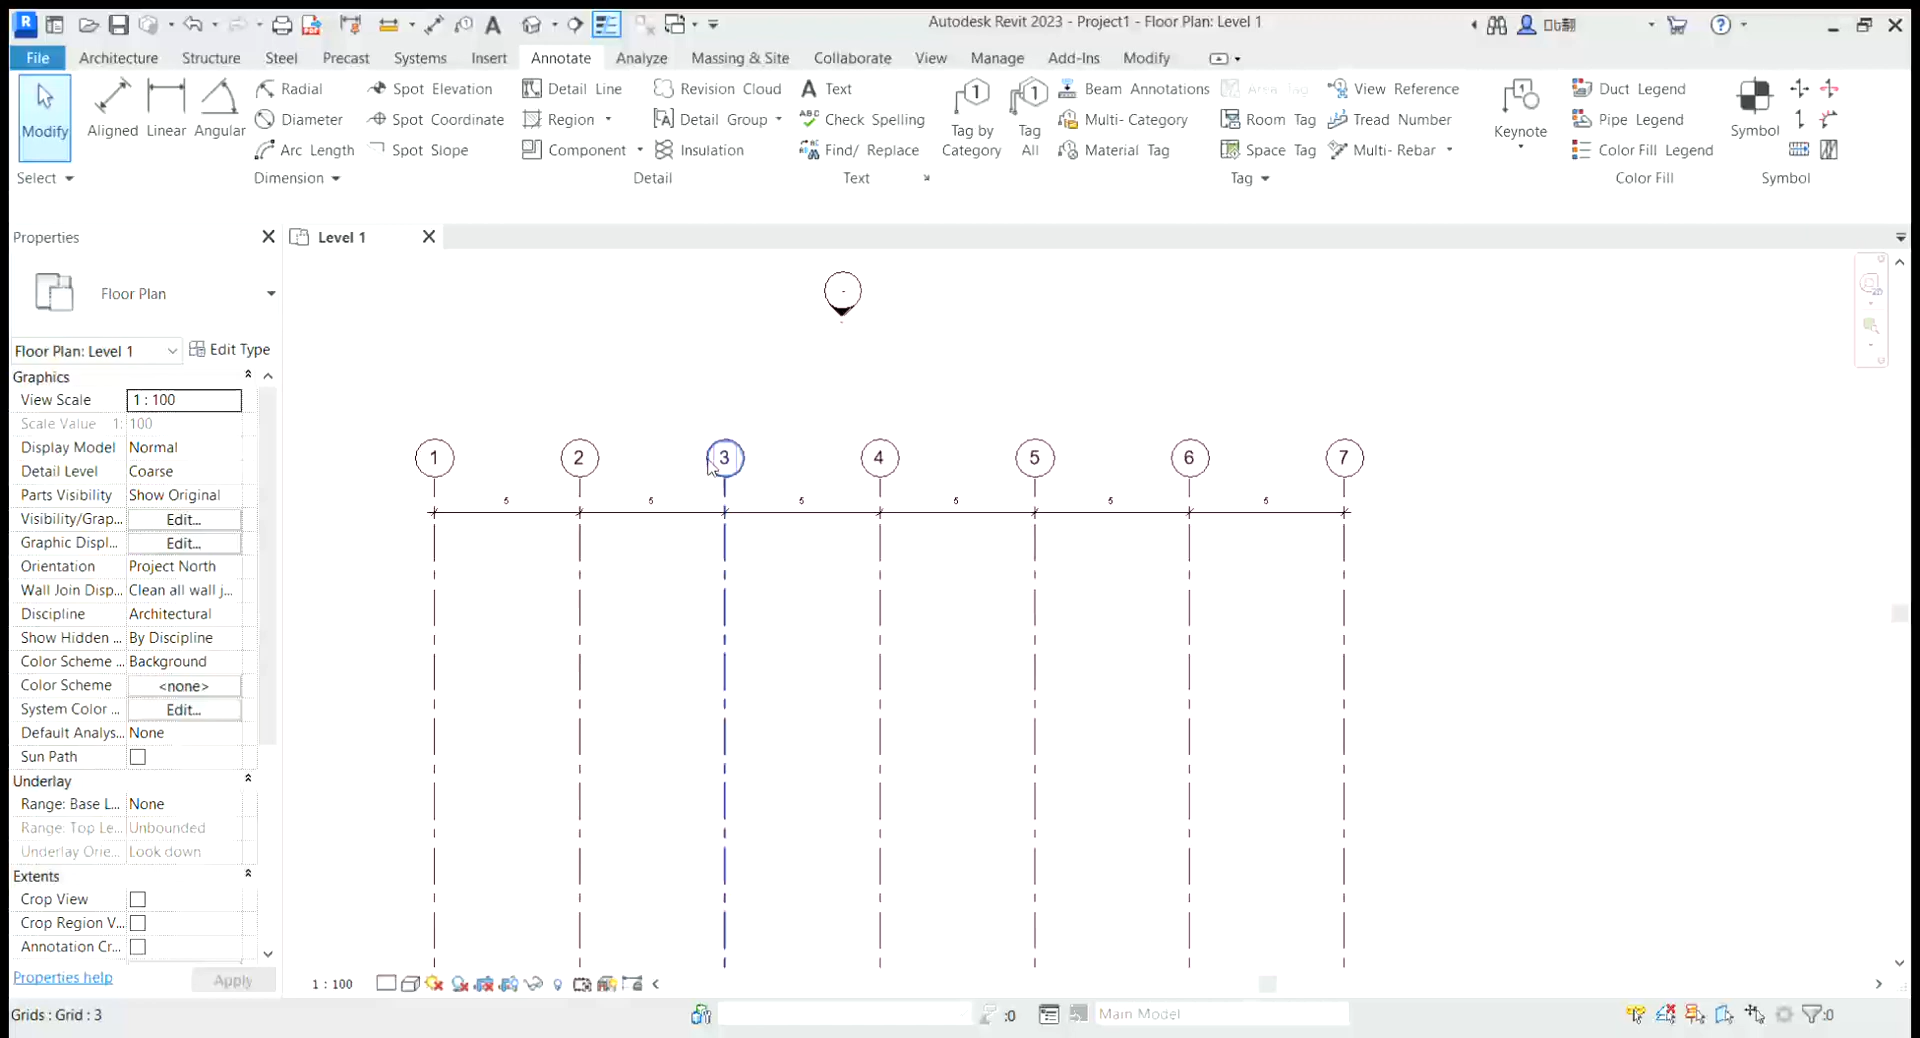 Autodesk Revit 2023 - Project1 - Floor Plan: Level 1
File Architecture Structure Steel Precast Systems Insert Annotate Analyze Massing & Site Collaborate View Manage Add-Ins Modify
Modify
Select
Aligned Linear Angular
Radial
Diameter
Arc Length
Spot Elevation
Spot Coordinate
Spot Slope
Dimension
Detail Line
Region
Component
Revision Cloud
Detail Group
Insulation
Detail
Text
Check Spelling
Find/ Replace
Text
Tag by
Category
Tag
All
Beam Annotations
Multi- Category
Material Tag
Area Tag
Room Tag
Space Tag
View Reference
Tread Number
Multi- Rebar
Tag
Keynote
Duct Legend
Pipe Legend
Color Fill Legend
Color Fill
Symbol
Symbol
Properties
Level 1
Floor Plan
Floor Plan: Level 1
Edit Type
Graphics
View Scale 1 : 100
Scale Value 1: 100
Display Model Normal
Detail Level Coarse
Parts Visibility Show Original
Visibility/Grap... Edit...
Graphic Displ... Edit...
Orientation Project North
Wall Join Disp... Clean all wall j...
Discipline Architectural
Show Hidden ... By Discipline
Color Scheme ... Background
Color Scheme <none>
System Color ... Edit...
Default Analys... None
Sun Path
Underlay
Range: Base L... None
Range: Top Le... Unbounded
Underlay Orie... Look down
Extents
Crop View
Crop Region V...
Annotation Cr...
Properties help
Apply
1 2 3 4 5 6 7
5 5 5 5 5 5
1 : 100
Grids : Grid : 3
:0
Main Model
:0